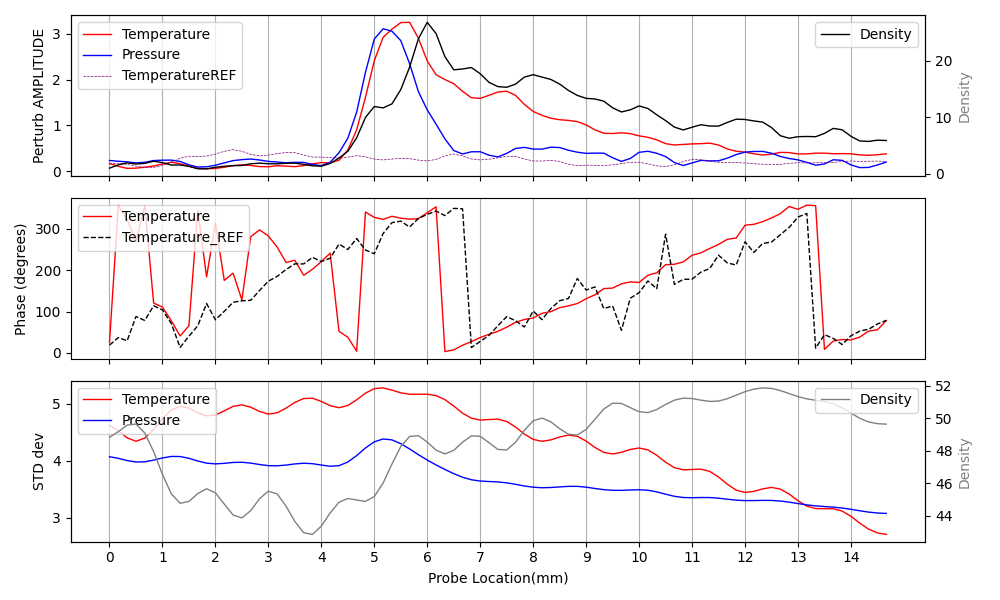 Perturb AMPLITUDE
3
2
1
0
Temperature
Pressure
TemperatureREF
Density
20
10
0
Density
Phase (degrees)
300
200
100
0
Temperature
Temperature_REF
STD dev
5
4
3
Temperature
Pressure
Density
52
50
48
46
44
Density
0 1 2 3 4 5 6 7 8 9 10 11 12 13 14
Probe Location(mm)